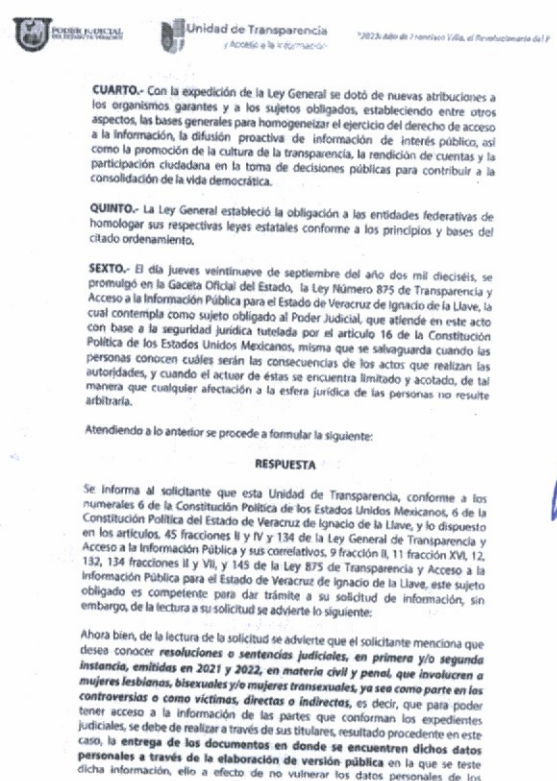 PODER JUDICIAL
DEL ESTADO DE VERACRUZ
Unidad de Transparencia
y Acceso a la Información
"2023: Año de Francisco Villa, el Revolucionario del P
CUARTO.- Con la expedición de la Ley General se dotó de nuevas atribuciones a
los organismos garantes y a los sujetos obligados, estableciendo entre otros
aspectos, las bases generales para homogeneizar el ejercicio del derecho de acceso
a la información, la difusión proactiva de información de interés público, así
como la promoción de la cultura de la transparencia, la rendición de cuentas y la
participación ciudadana en la toma de decisiones públicas para contribuir a la
consolidación de la vida democrática.
QUINTO.- La Ley General estableció la obligación a las entidades federativas de
homologar sus respectivas leyes estatales conforme a los principios y bases del
citado ordenamiento.
SEXTO.- El día jueves veintinueve de septiembre del año dos mil dieciséis, se
promulgó en la Gaceta Oficial del Estado, la Ley Número 875 de Transparencia y
Acceso a la Información Pública para el Estado de Veracruz de Ignacio de la Llave, la
cual contempla como sujeto obligado al Poder Judicial, que atiende en este acto
con base a la seguridad jurídica tutelada por el artículo 16 de la Constitución
Política de los Estados Unidos Mexicanos, misma que se salvaguarda cuando las
personas conocen cuáles serán las consecuencias de los actos que realizan las
autoridades, y cuando el actuar de éstas se encuentra limitado y acotado, de tal
manera que cualquier afectación a la esfera jurídica de las personas no resulte
arbitraria.
Atendiendo a lo anterior se procede a formular la siguiente:
RESPUESTA
Se informa al solicitante que esta Unidad de Transparencia, conforme a los
numerales 6 de la Constitución Política de los Estados Unidos Mexicanos, 6 de la
Constitución Política del Estado de Veracruz de Ignacio de la Llave, y lo dispuesto
en los artículos, 45 fracciones II y IV y 134 de la Ley General de Transparencia y
Acceso a la Información Pública y sus correlativos, 9 fracción II, 11 fracción XVI, 12,
132, 134 fracciones II y VII, y 145 de la Ley 875 de Transparencia y Acceso a la
Información Pública para el Estado de Veracruz de Ignacio de la Llave, este sujeto
obligado es competente para dar trámite a su solicitud de información, sin
embargo, de la lectura a su solicitud se advierte lo siguiente:
Ahora bien, de la lectura de la solicitud se advierte que el solicitante menciona que
desea conocer resoluciones o sentencias judiciales, en primera y/o segunda
instancia, emitidas en 2021 y 2022, en materia civil y penal, que involucren a
mujeres lesbianas, bisexuales y/o mujeres transexuales, ya sea como parte en las
controversias o como víctimas, directas o indirectas, es decir, que para poder
tener acceso a la información de las partes que conforman los expedientes
judiciales, se debe de realizar a través de sus titulares, resultado procedente en este
caso, la entrega de los documentos en donde se encuentren dichos datos
personales a través de la elaboración de versión pública en la que se teste
dicha información, ello a efecto de no vulnerar los datos personales de los